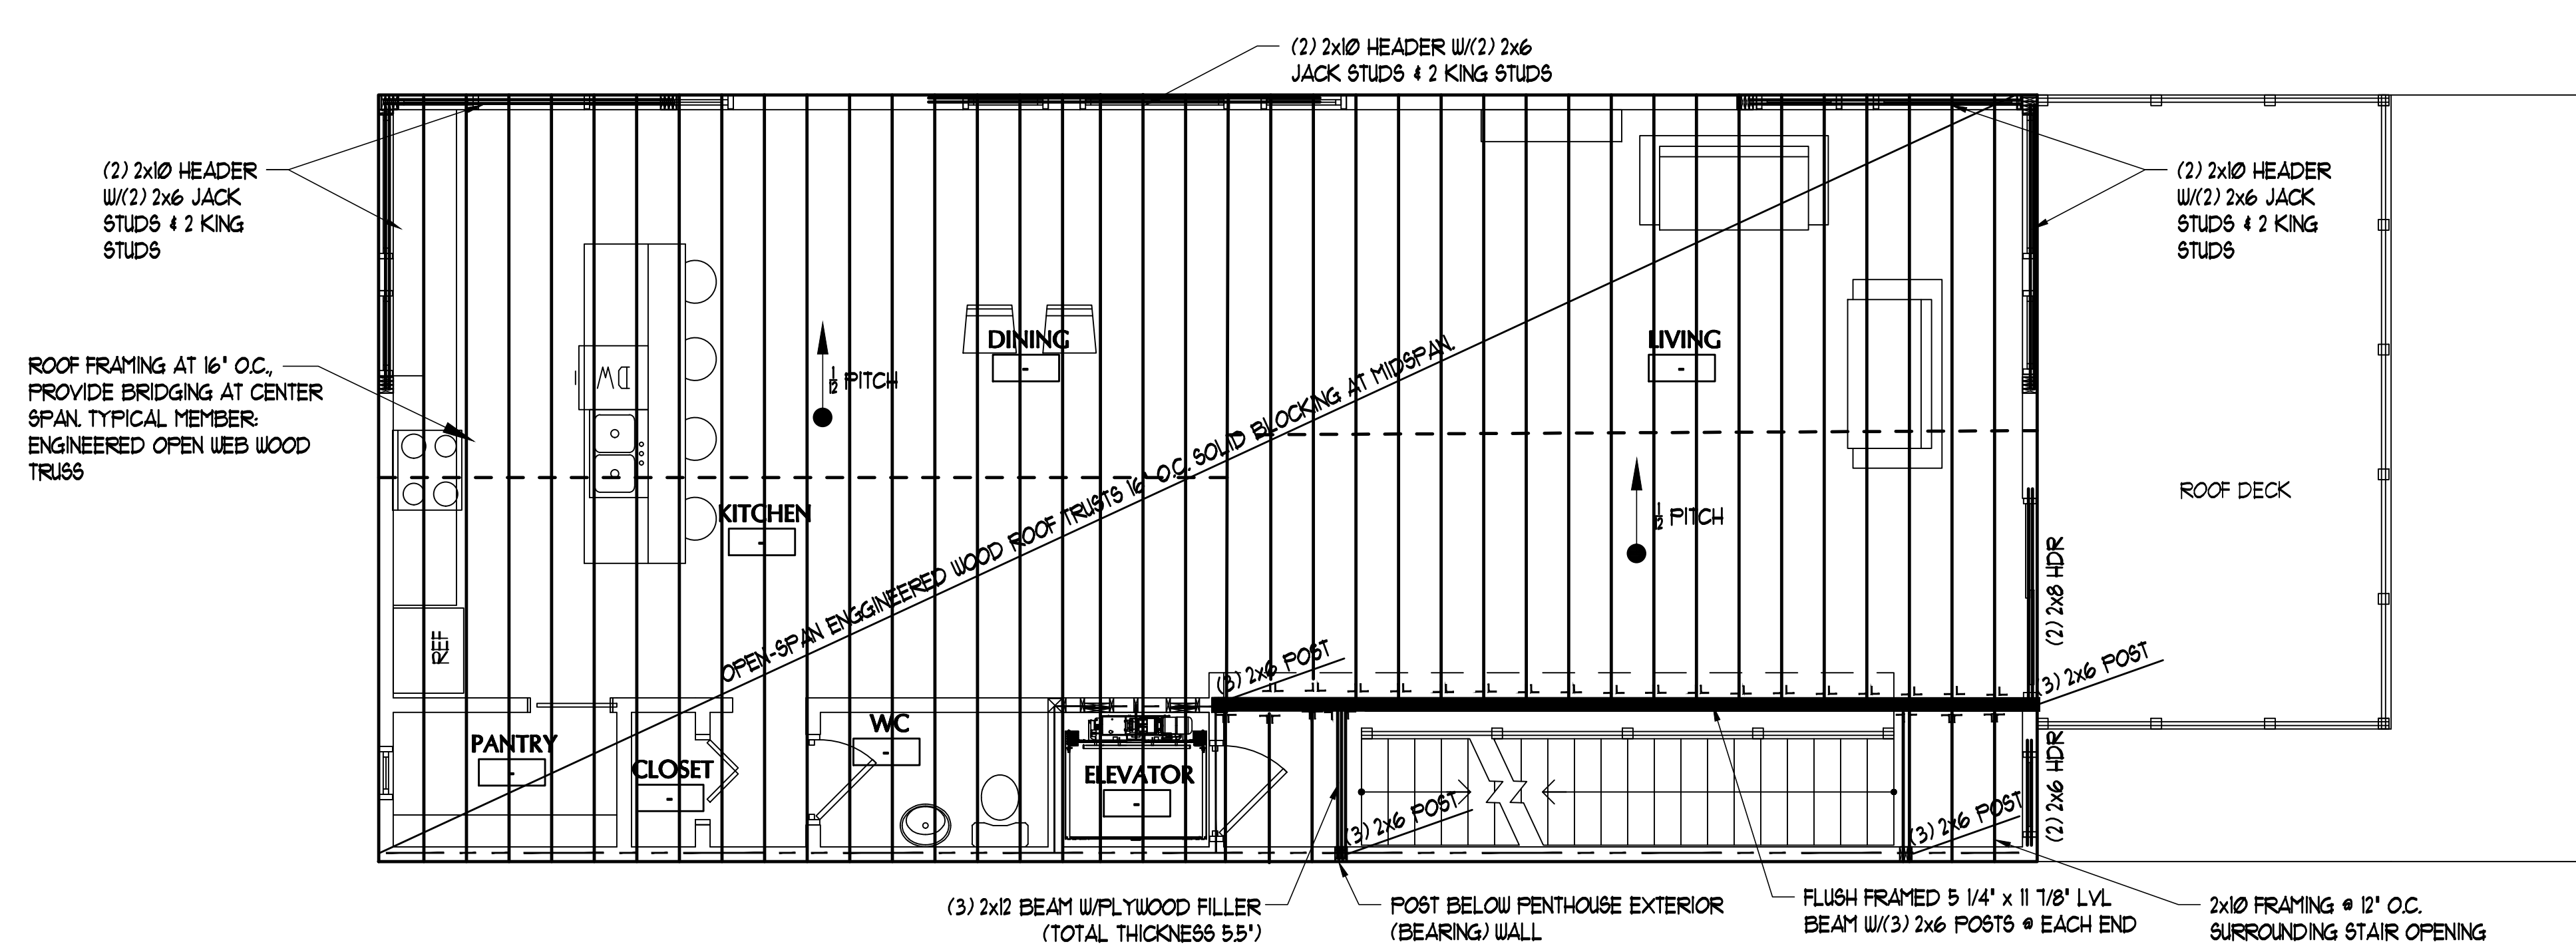 (2) 2x10 HEADER W/(2) 2x6
JACK STUDS & 2 KING STUDS
(2) 2x10 HEADER
W/(2) 2x6 JACK
STUDS & 2 KING
STUDS
(2) 2x10 HEADER
W/(2) 2x6 JACK
STUDS & 2 KING
STUDS
ROOF FRAMING AT 16" O.C.,
PROVIDE BRIDGING AT CENTER
SPAN. TYPICAL MEMBER:
ENGINEERED OPEN WEB WOOD
TRUSS
DINING
LIVING
1/2 PITCH
DW
KITCHEN
1/2 PITCH
ROOF DECK
OPEN-SPAN ENGGINEERED WOOD ROOF TRUSTS 16" O.C. SOLID BLOCKING AT MIDSPAN.
REF
(2) 2x8 HDR
(3) 2x6 POST
(3) 2x6 POST
PANTRY
CLOSET
WC
ELEVATOR
(2) 2x6 HDR
(3) 2x6 POST
(3) 2x6 POST
(3) 2x12 BEAM W/PLYWOOD FILLER
(TOTAL THICKNESS 5.5")
POST BELOW PENTHOUSE EXTERIOR
(BEARING) WALL
FLUSH FRAMED 5 1/4" x 11 7/8" LVL
BEAM W/(3) 2x6 POSTS @ EACH END
2x10 FRAMING @ 12" O.C.
SURROUNDING STAIR OPENING